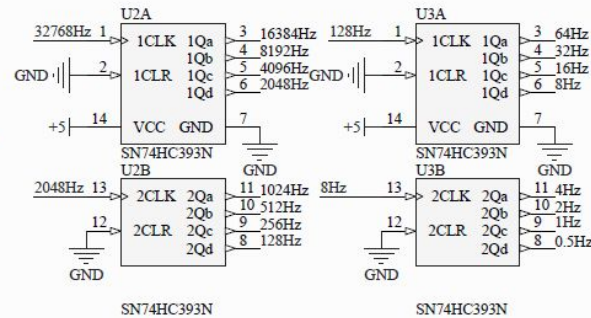 U2A
32768Hz 1 1CLK 1Qa 3 16384Hz
1Qb 4 8192Hz
GND 2 1CLR 1Qc 5 4096Hz
1Qd 6 2048Hz
+5 14 VCC GND 7
GND
SN74HC393N
U2B
2048Hz 13 2CLK 2Qa 11 1024Hz
2Qb 10 512Hz
12 2CLR 2Qc 9 256Hz
2Qd 8 128Hz
GND
SN74HC393N
U3A
128Hz 1 1CLK 1Qa 3 64Hz
1Qb 4 32Hz
GND 2 1CLR 1Qc 5 16Hz
1Qd 6 8Hz
+5 14 VCC GND 7
GND
SN74HC393N
U3B
8Hz 13 2CLK 2Qa 11 4Hz
2Qb 10 2Hz
12 2CLR 2Qc 9 1Hz
2Qd 8 0.5Hz
GND
SN74HC393N